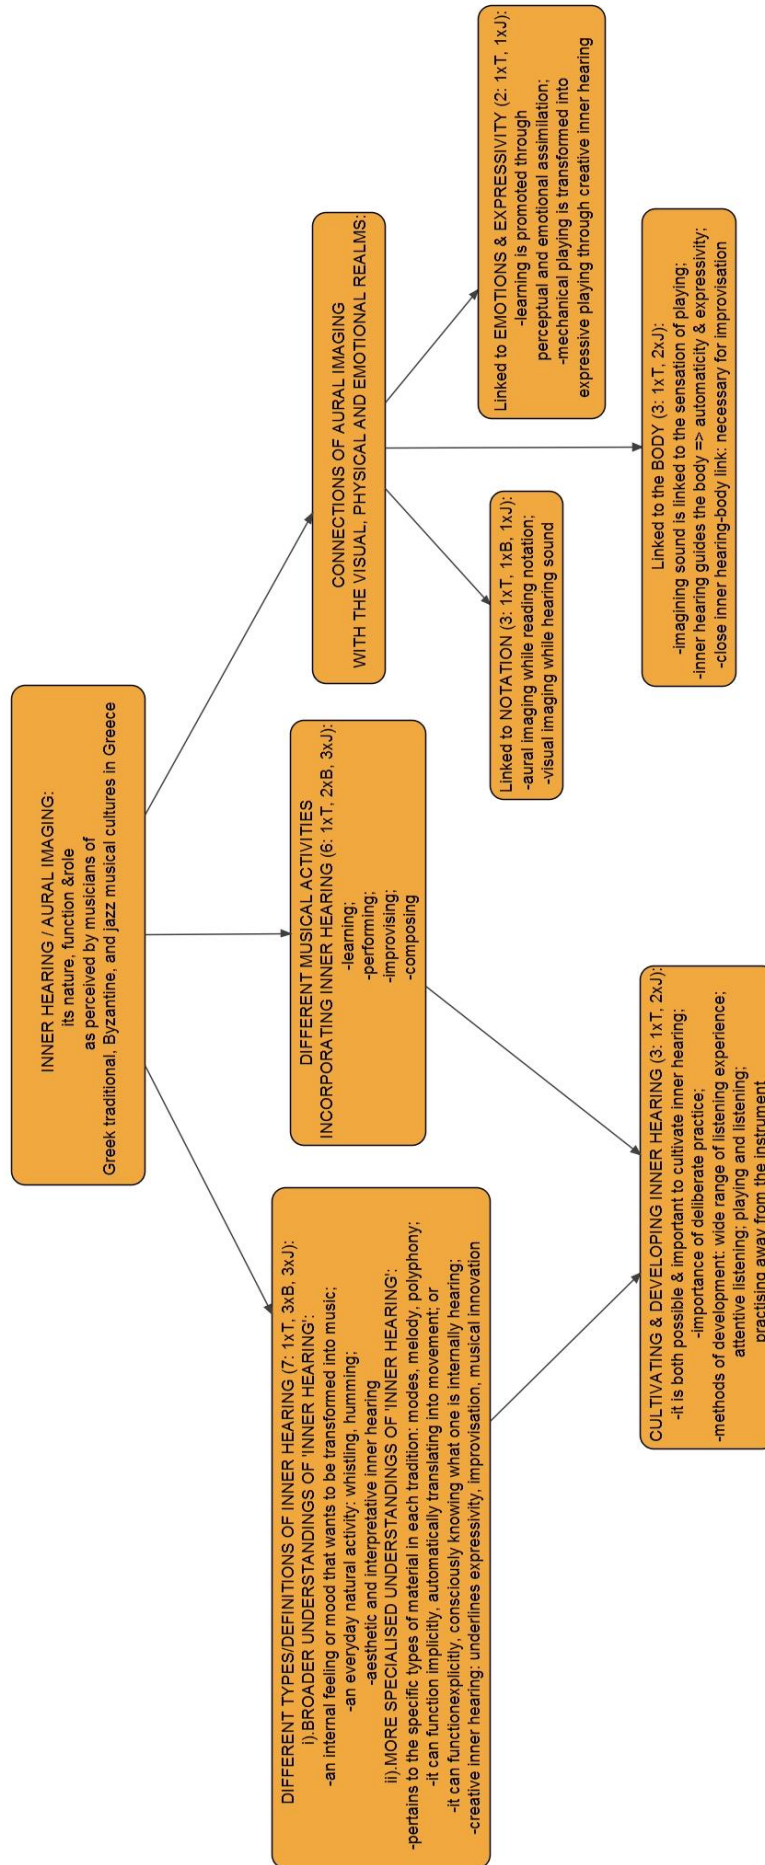 INNER HEARING / AURAL IMAGING:
its nature, function &role
as perceived by musicians of
Greek traditional, Byzantine, and jazz musical cultures in Greece
DIFFERENT TYPES/DEFINITIONS OF INNER HEARING (7: 1xT, 3xB, 3xJ):
i).BROADER UNDERSTANDINGS OF 'INNER HEARING':
-an internal feeling or mood that wants to be transformed into music;
-an everyday natural activity: whistling, humming;
-aesthetic and interpretative inner hearing
ii).MORE SPECIALISED UNDERSTANDINGS OF 'INNER HEARING':
-pertains to the specific types of material in each tradition: modes, melody, polyphony;
-it can function implicitly, automatically translating into movement; or
-it can functionexplicitly, consciously knowing what one is internally hearing;
-creative inner hearing: underlines expressivity, improvisation, musical innovation
DIFFERENT MUSICAL ACTIVITIES
INCORPORATING INNER HEARING (6: 1xT, 2xB, 3xJ):
-learning;
-performing;
-improvising;
-composing
CONNECTIONS OF AURAL IMAGING
WITH THE VISUAL, PHYSICAL AND EMOTIONAL REALMS:
Linked to NOTATION (3: 1xT, 1xB, 1xJ):
-aural imaging while reading notation;
-visual imaging while hearing sound
Linked to EMOTIONS & EXPRESSIVITY (2: 1xT, 1xJ):
-learning is promoted through
perceptual and emotional assimilation;
-mechanical playing is transformed into
expressive playing through creative inner hearing
CULTIVATING & DEVELOPING INNER HEARING (3: 1xT, 2xJ):
-it is both possible & important to cultivate inner hearing;
-importance of deliberate practice;
-methods of development: wide range of listening experience;
attentive listening; playing and listening;
practising away from the instrument
Linked to the BODY (3: 1xT, 2xJ):
-imagining sound is linked to the sensation of playing;
-inner hearing guides the body => automaticity & expressivity;
-close inner hearing-body link: necessary for improvisation